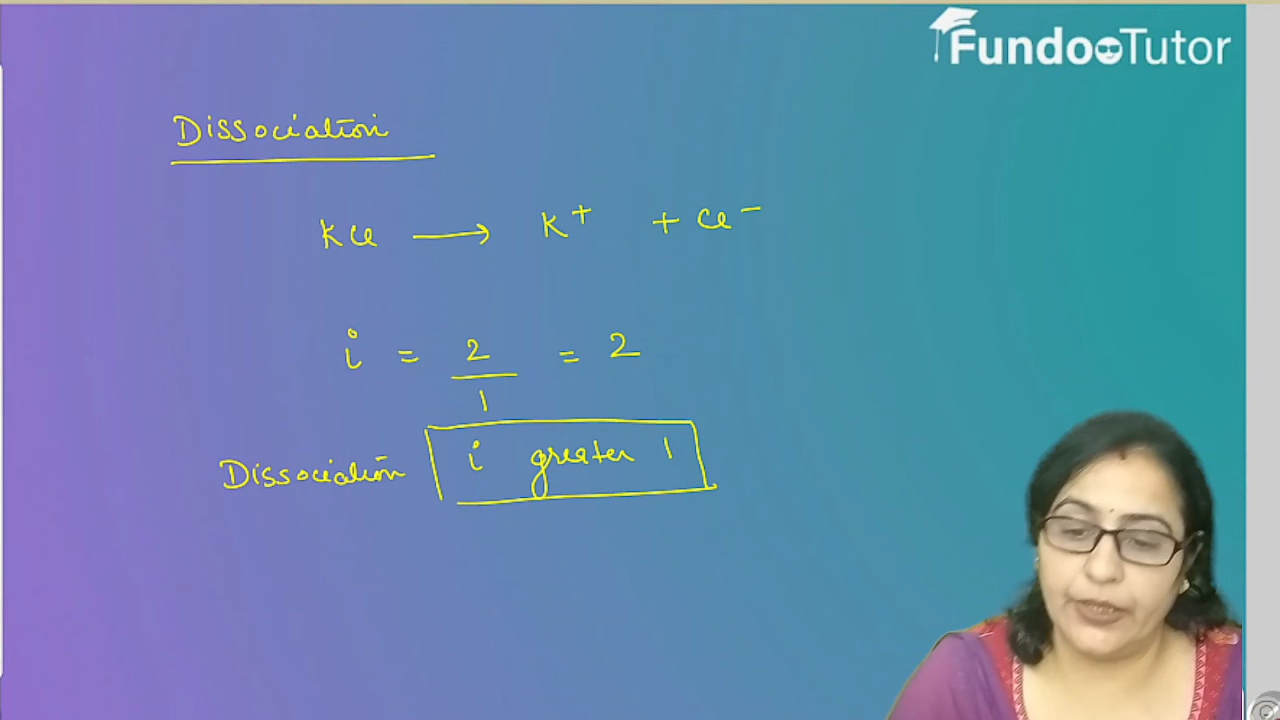 FundooTutor
Dissociation
KCl ⟶ K⁺ + Cl⁻
i = 2/1 = 2
Dissociation i greater 1